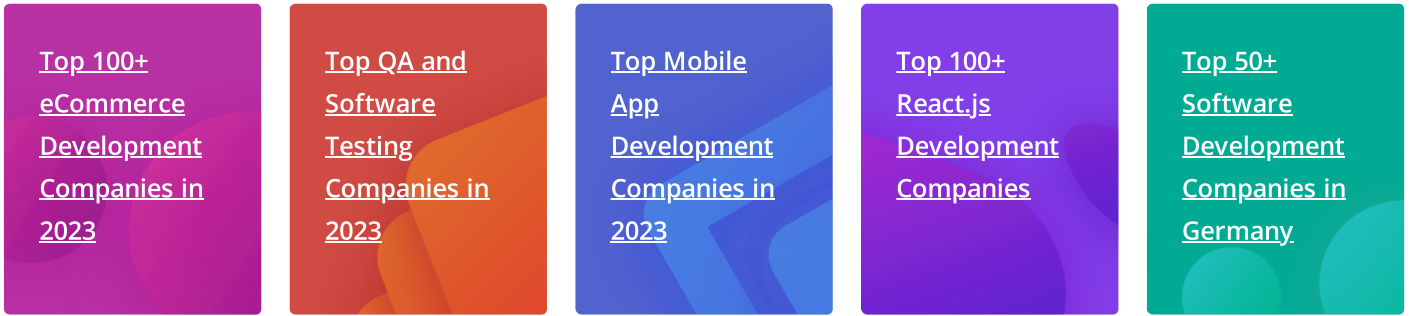 Top 100+
eCommerce
Development
Companies in
2023
Top QA and
Software
Testing
Companies in
2023
Top Mobile
App
Development
Companies in
2023
Top 100+
React.js
Development
Companies
Top 50+
Software
Development
Companies in
Germany